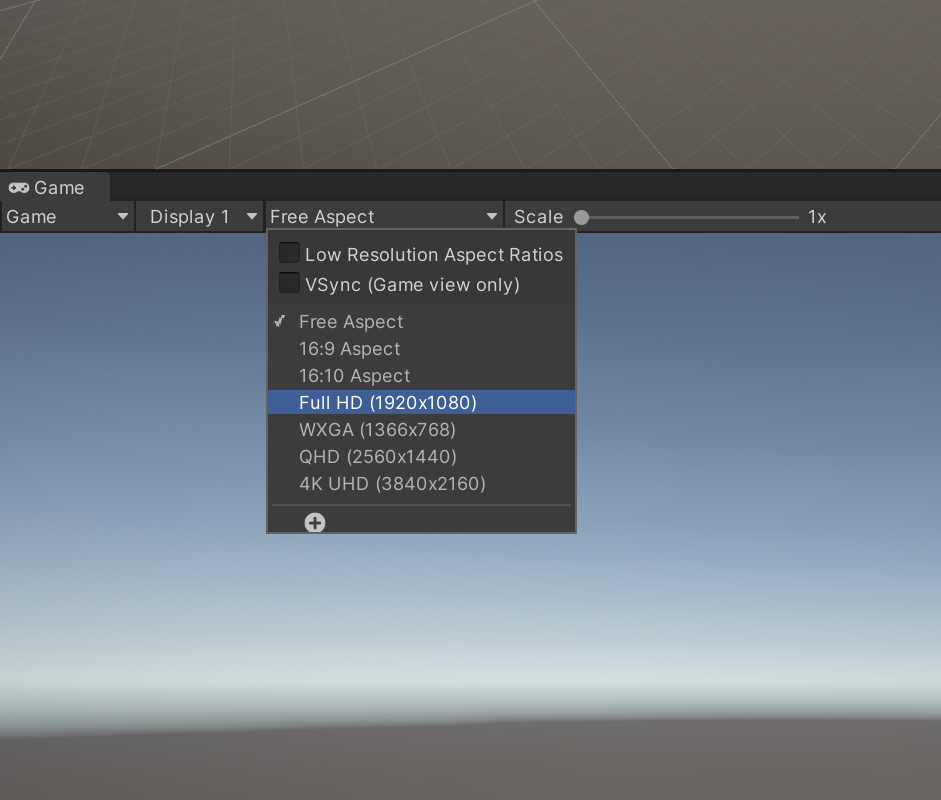 Game
Game Display 1 Free Aspect Scale 1x
Low Resolution Aspect Ratios
VSync (Game view only)
Free Aspect
16:9 Aspect
16:10 Aspect
Full HD (1920x1080)
WXGA (1366x768)
QHD (2560x1440)
4K UHD (3840x2160)